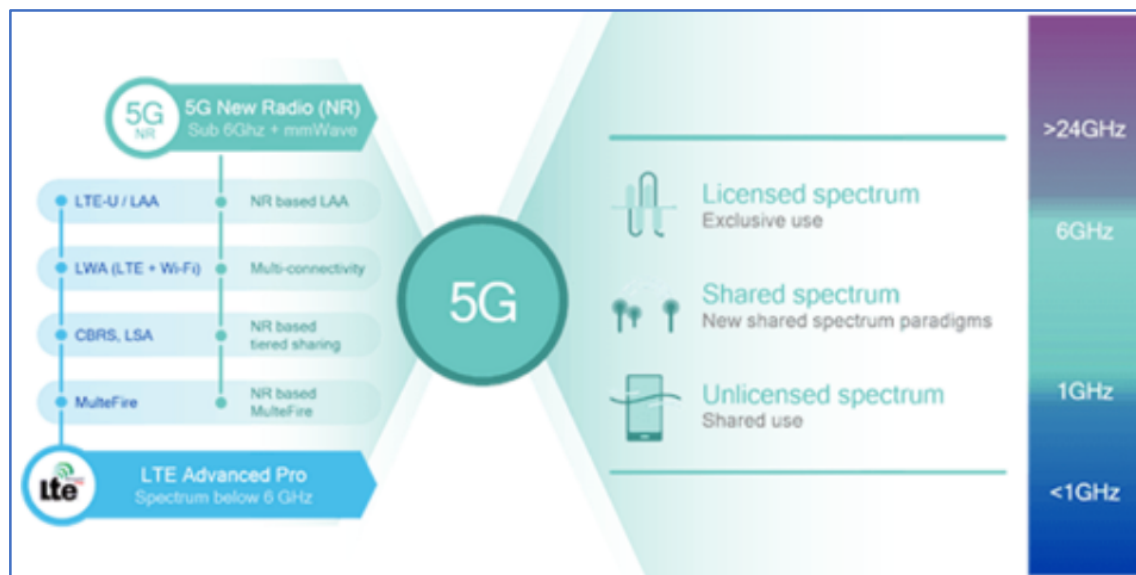 5G
NR
5G New Radio (NR)
Sub 6Ghz + mmWave
LTE-U / LAA
NR based LAA
LWA (LTE + Wi-Fi)
Multi-connectivity
CBRS, LSA
NR based
tiered sharing
MulteFire
NR based
MulteFire
Lte
LTE Advanced Pro
Spectrum below 6 GHz
5G
Licensed spectrum
Exclusive use
Shared spectrum
New shared spectrum paradigms
Unlicensed spectrum
Shared use
>24GHz
6GHz
1GHz
<1GHz